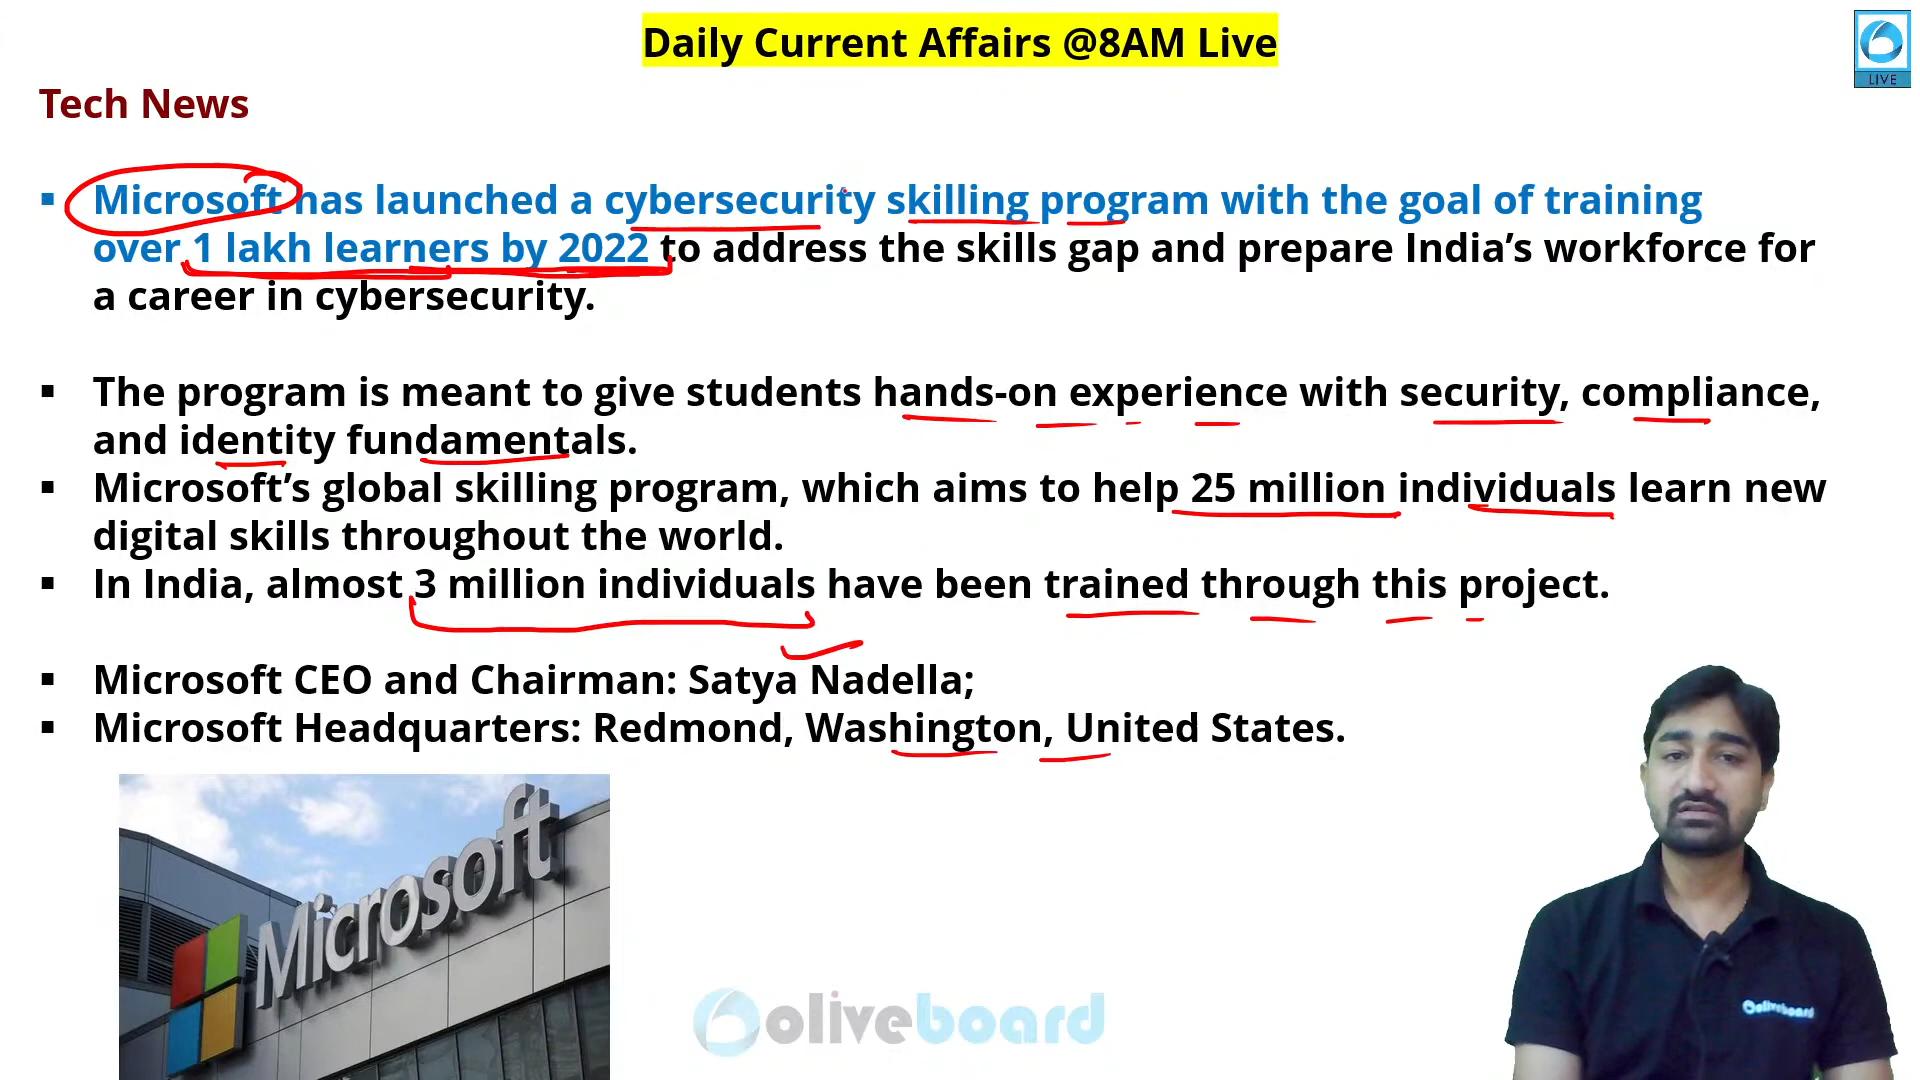 Daily Current Affairs @8AM Live
LIVE
Tech News
▪ Microsoft has launched a cybersecurity skilling program with the goal of training
over 1 lakh learners by 2022 to address the skills gap and prepare India’s workforce for
a career in cybersecurity.
▪ The program is meant to give students hands-on experience with security, compliance,
and identity fundamentals.
▪ Microsoft’s global skilling program, which aims to help 25 million individuals learn new
digital skills throughout the world.
▪ In India, almost 3 million individuals have been trained through this project.
▪ Microsoft CEO and Chairman: Satya Nadella;
▪ Microsoft Headquarters: Redmond, Washington, United States.
Microsoft
oliveboard
oliveboard